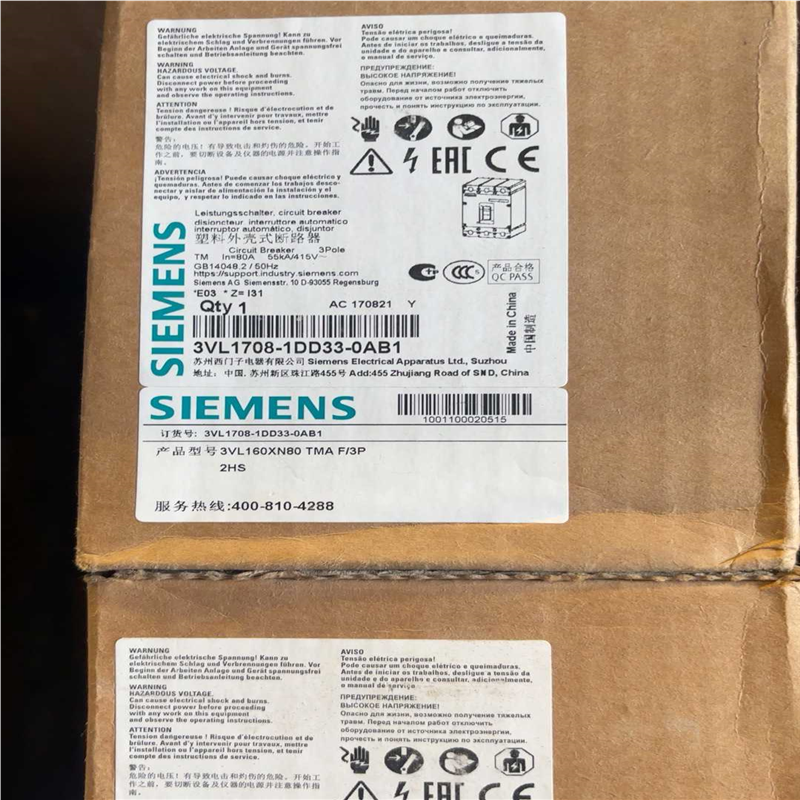 WARNUNG
Gefährliche elektrische Spannung! Kann zu
elektrischem Schlag und Verbrennungen führen. Vor
Beginn der Arbeiten Anlage und Gerät spannungsfrei
schalten und Betriebsanleitung beachten.
WARNING
HAZARDOUS VOLTAGE.
Can cause electrical shock and burns.
Disconnect power before proceeding
with any work on this equipment
and observe the operating instructions.
ATTENTION
Tension dangereuse ! Risque d'électrocution et de
brûlure. Avant d'y intervenir pour travaux, mettre
l'installation ou l'appareil hors tension, et tenir
compte des instructions de service.
警告:
危险的电压! 有导致电击和灼伤的危险。开始工
作之前, 要切断设备及仪器的电源并注意操作指
南。
ADVERTENCIA
¡Tensión peligrosa! Puede causar choque eléctrico y
quemaduras. Antes de comenzar los trabajos desco-
nectar y aislar de alimentación la instalación y el
equipo, y respetar lo indicado en las instrucciones.
AVISO
Tensão elétrica perigosa!
Pode causar um choque elétrico e queimaduras.
Antes de iniciar os trabalhos, desligue a tensão da
unidade e do aparelho e consultar, adicionalmente,
o manual de serviço.
ПРЕДУПРЕЖДЕНИЕ:
ВЫСОКОЕ НАПРЯЖЕНИЕ!
Опасно для жизни, возможно получение тяжелых
травм. Перед началом работ отключить
оборудование от источника электроэнергии,
прочесть и понять инструкцию по эксплуатации.
EAC CE
SIEMENS
Leistungsschalter, circuit breaker
disjoncteur, interruttore automatico
interruptor automático, disjuntor
塑料外壳式断路器
Circuit Breaker 3Pole
TM In=80A 55kA/415V~
GB14048.2 / 50Hz
https://support.industry.siemens.com
Siemens AG Siemensstr. 10 D-93055 Regensburg
*E03 * Z= I31
Qty 1
AC 170821 Y
CCC
产品合格
QC PASS
Made in China
中国制造
3VL1708-1DD33-0AB1
苏州西门子电器有限公司 Siemens Electrical Apparatus Ltd., Suzhou
地址: 中国. 苏州新区珠江路455号 Add:455 Zhujiang Road of SND, China
SIEMENS
1001100020515
订货号: 3VL1708-1DD33-0AB1
产品型号 3VL160XN80 TMA F/3P
2HS
服务热线:400-810-4288
WARNUNG
Gefährliche elektrische Spannung! Kann zu
elektrischem Schlag und Verbrennungen führen. Vor
Beginn der Arbeiten Anlage und Gerät spannungsfrei
schalten und Betriebsanleitung beachten.
WARNING
HAZARDOUS VOLTAGE.
Can cause electrical shock and burns.
Disconnect power before proceeding
with any work on this equipment
and observe the operating instructions.
ATTENTION
Tension dangereuse ! Risque d'électrocution et de
brûlure. Avant d'y intervenir pour travaux, mettre
l'installation ou l'appareil hors tension, et tenir
compte des instructions de service.
警告:
危险的电压! 有导致电击和灼伤的危险。开始工
作之前, 要切断设备及仪器的电源并注意操作指
AVISO
Tensão elétrica perigosa!
Pode causar um choque elétrico e queimaduras.
Antes de iniciar os trabalhos, desligue a tensão da
unidade e do aparelho e consultar, adicionalmente,
o manual de serviço.
ПРЕДУПРЕЖДЕНИЕ:
ВЫСОКОЕ НАПРЯЖЕНИЕ!
Опасно для жизни, возможно получение тяжелых
травм. Перед началом работ отключить
оборудование от источника электроэнергии,
прочесть и понять инструкцию по эксплуатации.
EAC CE